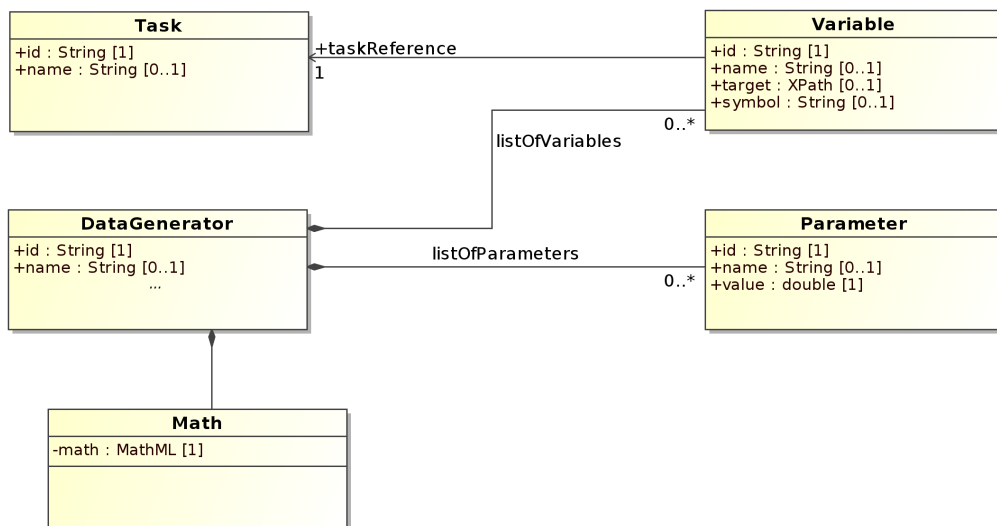 Task
+id : String [1]
+name : String [0..1]
+taskReference
1
Variable
+id : String [1]
+name : String [0..1]
+target : XPath [0..1]
+symbol : String [0..1]
0..*
listOfVariables
DataGenerator
+id : String [1]
+name : String [0..1]
...
listOfParameters
0..*
Parameter
+id : String [1]
+name : String [0..1]
+value : double [1]
Math
-math : MathML [1]